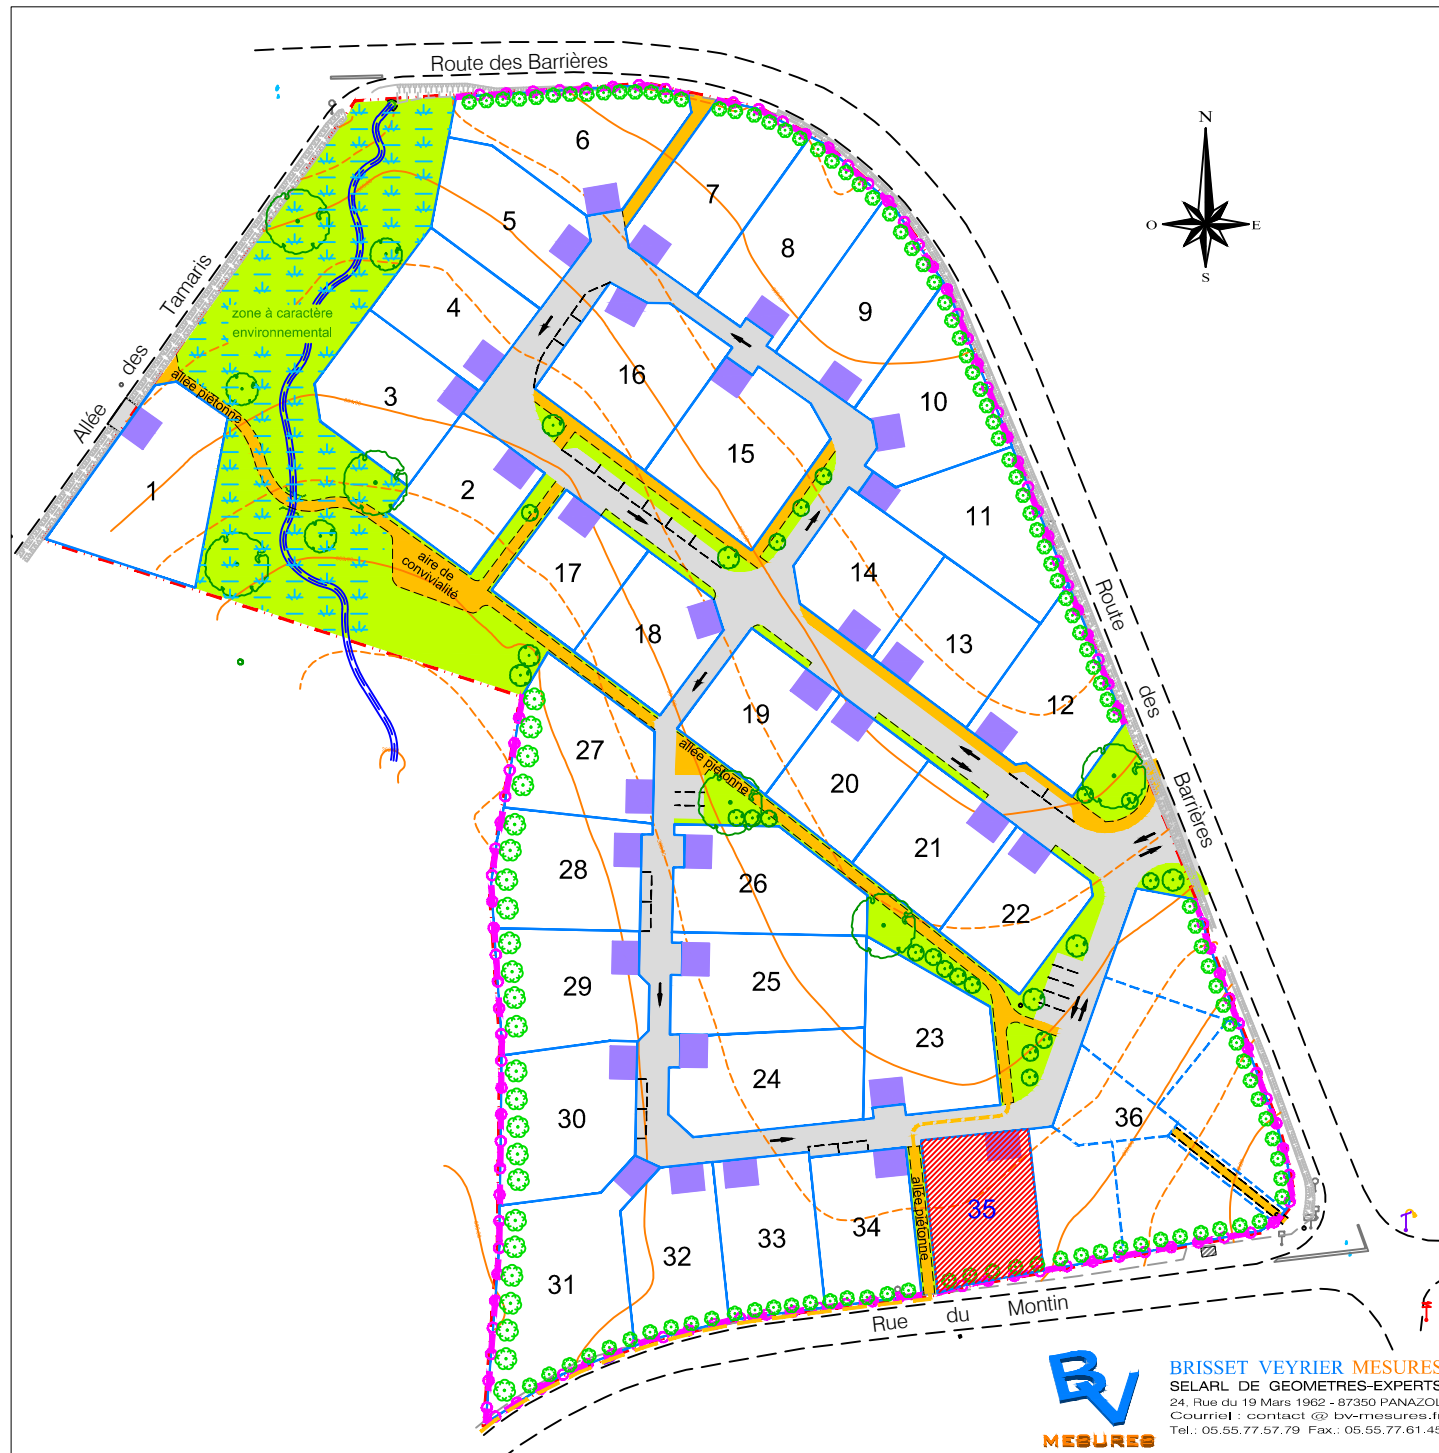 Route des Barrières
N
O
E
S
6
7
5
8
4
9
Allée des Tamaris
zone à caractère
environnemental
16
3
10
allée piétonne
15
2
1
11
aire de
convivialité
17
14
18
13
Route des Barrières
12
19
27
allée piétonne
20
21
28
26
22
29
25
23
24
30
36
35
34
allée piétonne
33
32
31
Rue du Montin
BV
MESURES
BRISSET VEYRIER MESURES
SELARL DE GEOMETRES-EXPERTS
24, Rue du 19 Mars 1962 - 87350 PANAZOL
Courriel : contact @ bv-mesures.fr
Tel.: 05.55.77.57.79 Fax.: 05.55.77.61.45